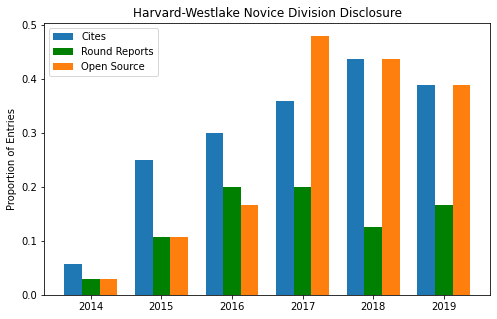 Harvard-Westlake Novice Division Disclosure
Cites
Round Reports
Open Source
Proportion of Entries
0.5
0.4
0.3
0.2
0.1
0.0
2014 2015 2016 2017 2018 2019